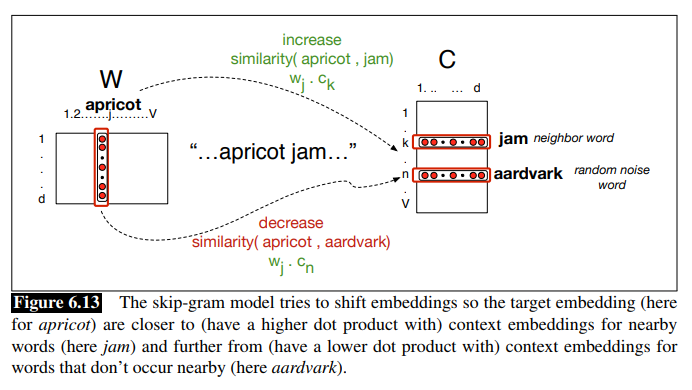 increase
similarity( apricot , jam)
wj . ck
W
C
apricot
1.2.......j.........V
1. .. ... d
1
.
.
.
d
“...apricot jam...”
1
.
k
.
n
.
V
jam neighbor word
aardvark random noise
word
decrease
similarity( apricot , aardvark)
wj . cn
Figure 6.13 The skip-gram model tries to shift embeddings so the target embedding (here
for apricot) are closer to (have a higher dot product with) context embeddings for nearby
words (here jam) and further from (have a lower dot product with) context embeddings for
words that don’t occur nearby (here aardvark).